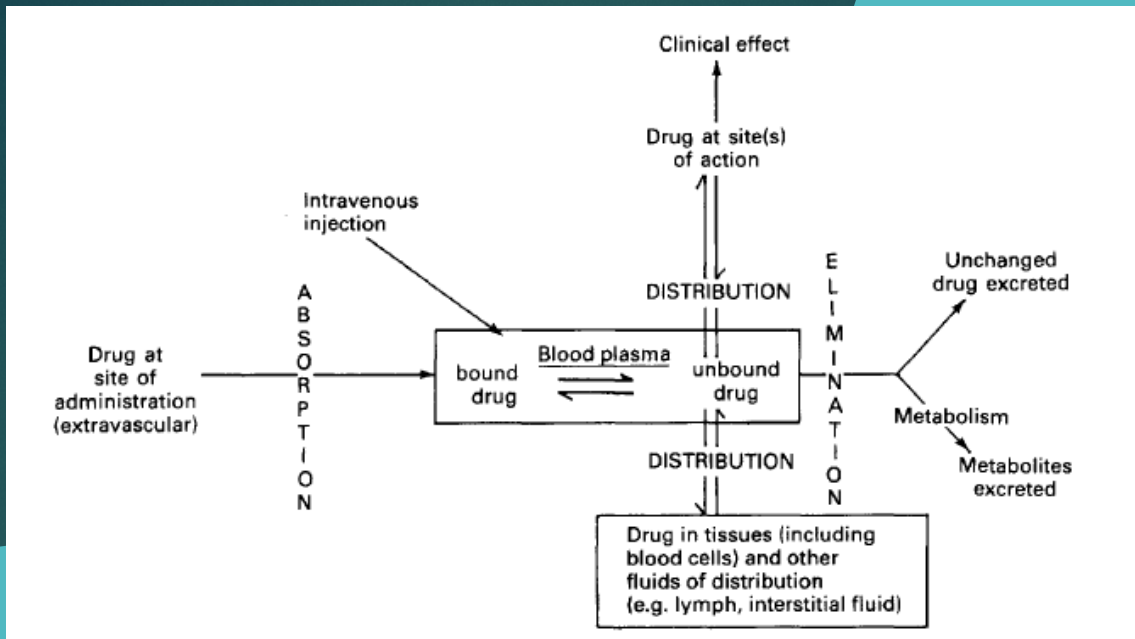 Clinical effect
Drug at site(s)
of action
Intravenous
injection
DISTRIBUTION
ABSORPTION
ELIMINATION
Unchanged
drug excreted
Drug at
site of
administration
(extravascular)
Blood plasma
bound
drug
unbound
drug
Metabolism
Metabolites
excreted
DISTRIBUTION
Drug in tissues (including
blood cells) and other
fluids of distribution
(e.g. lymph, interstitial fluid)